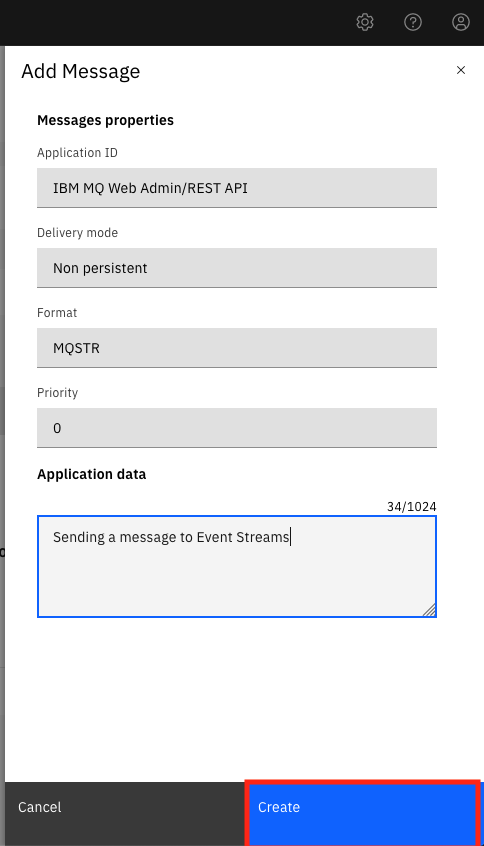 Add Message
Messages properties
Application ID
IBM MQ Web Admin/REST API
Delivery mode
Non persistent
Format
MQSTR
Priority
0
Application data
34/1024
Sending a message to Event Streams
Cancel
Create